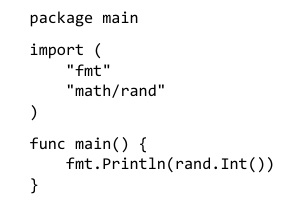 package main
import (
    "fmt"
    "math/rand"
)
func main() {
    fmt.Println(rand.Int())
}